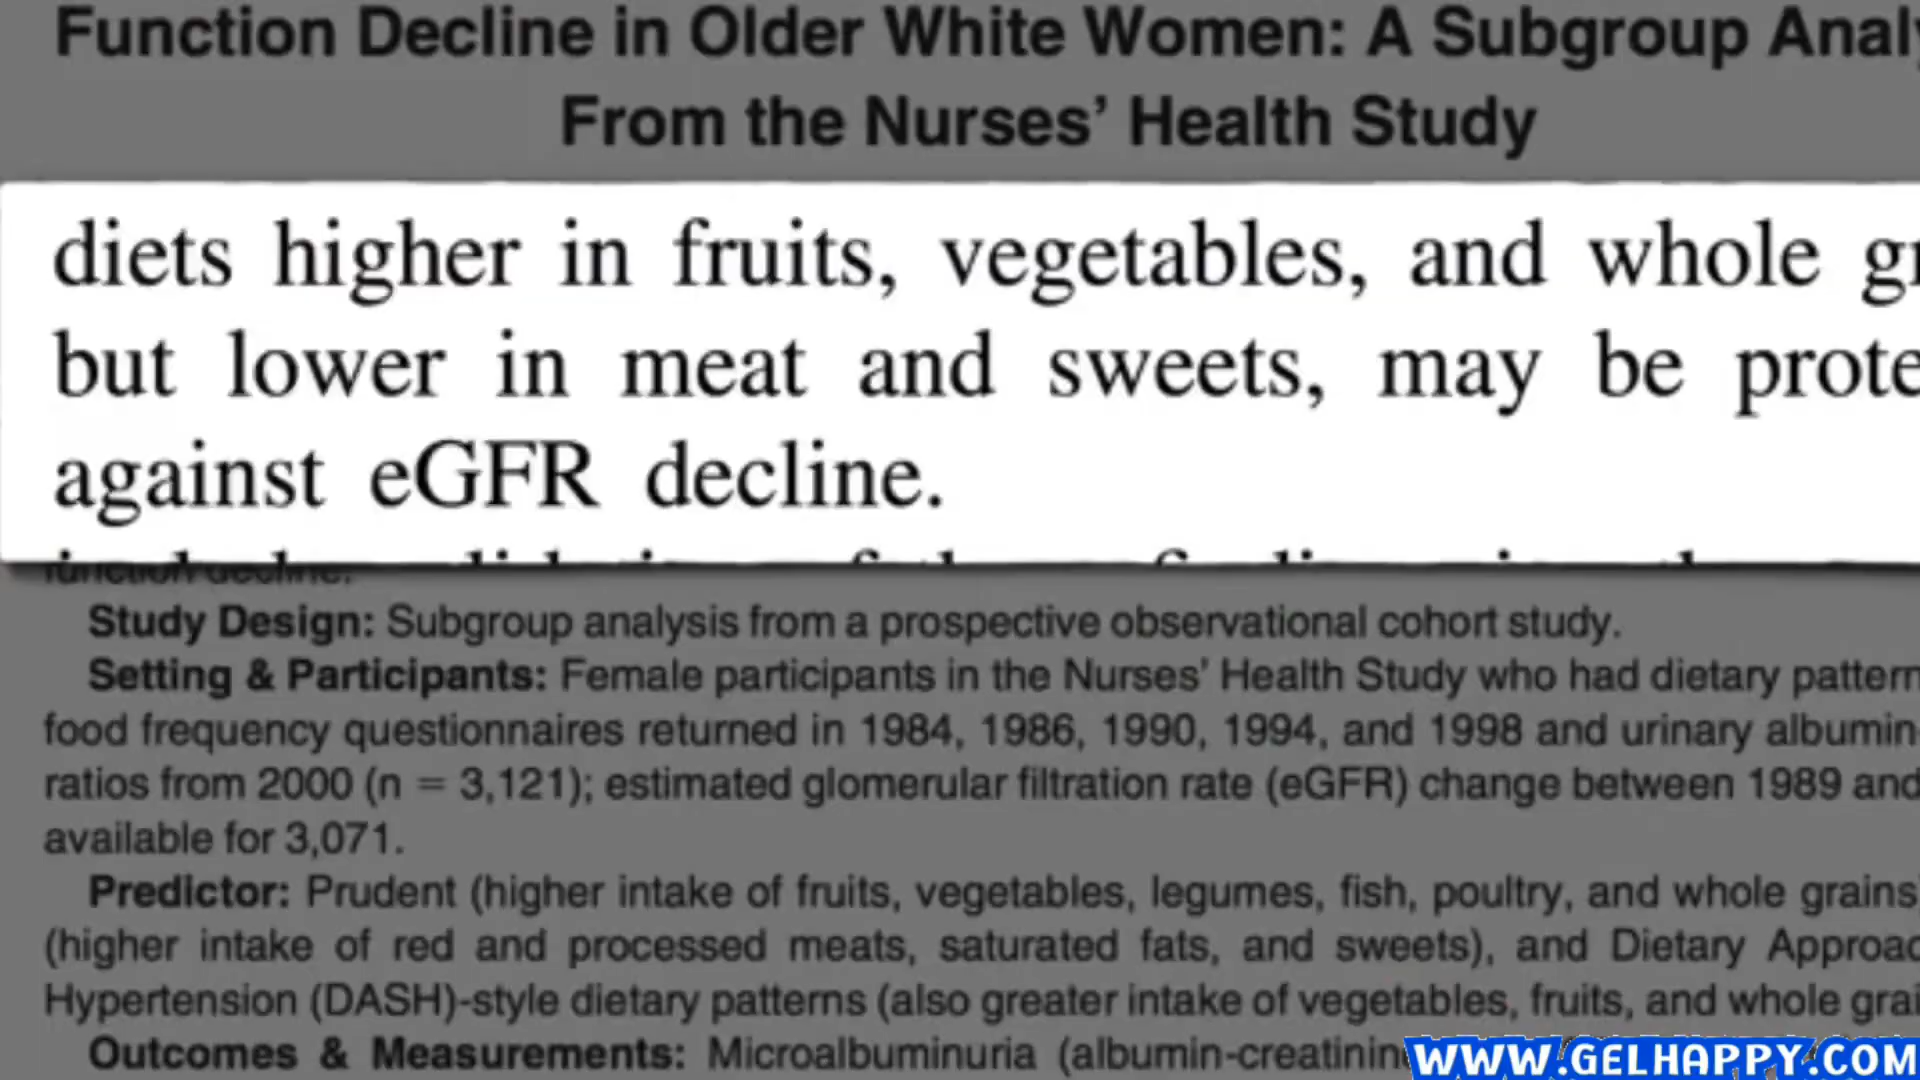 Function Decline in Older White Women: A Subgroup
From the Nurses' Health Study
diets higher in fruits, vegetables, and whole
but lower in meat and sweets, may be
against eGFR decline.
function decline.
Study Design: Subgroup analysis from a prospective observational cohort study.
Setting & Participants: Female participants in the Nurses' Health Study who had dietary pattern
food frequency questionnaires returned in 1984, 1986, 1990, 1994, and 1998 and urinary albumin
ratios from 2000 (n = 3,121); estimated glomerular filtration rate (eGFR) change between 1989 and
available for 3,071.
Predictor: Prudent (higher intake of fruits, vegetables, legumes, fish, poultry, and whole grains)
(higher intake of red and processed meats, saturated fats, and sweets), and Dietary
Hypertension (DASH)-style dietary patterns (also greater intake of vegetables, fruits, and whole
Outcomes & Measurements: Microalbuminuria
WWW.GELHAPPY.COM